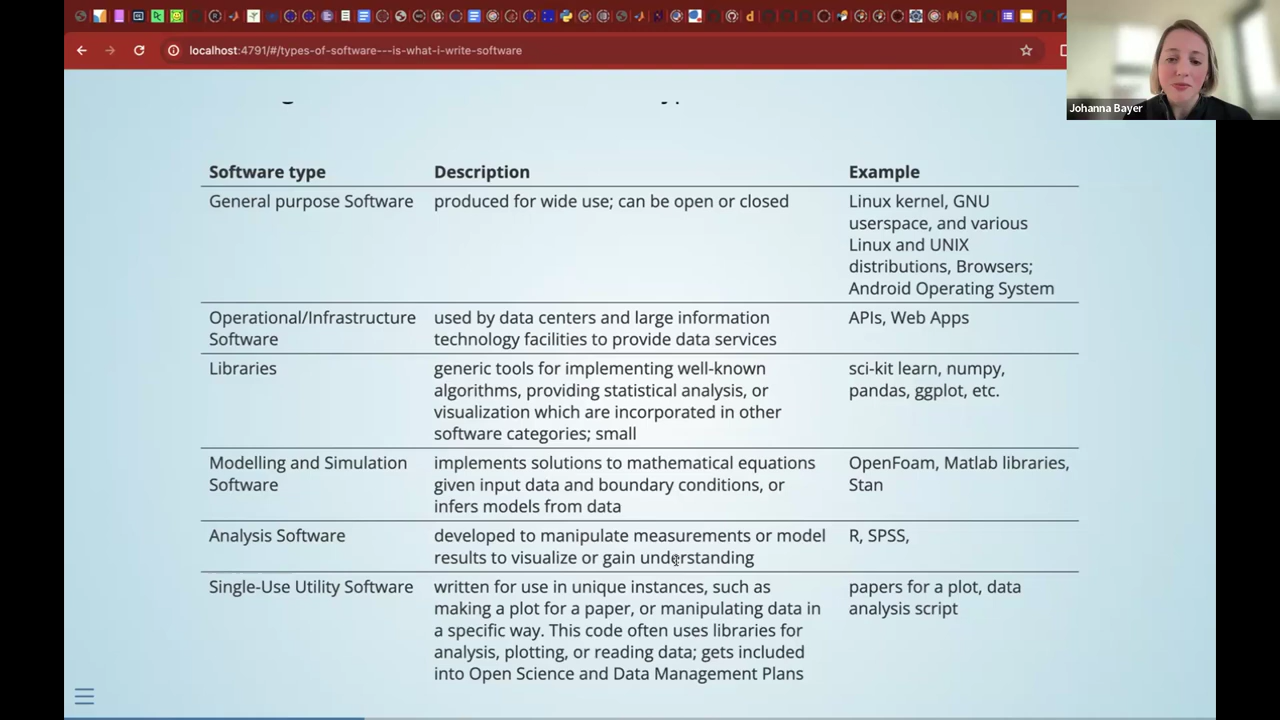 localhost:4791/#/types-of-software---is-what-i-write-software
Johanna Bayer
Software type
Description
Example
General purpose Software
produced for wide use; can be open or closed
Linux kernel, GNU
userspace, and various
Linux and UNIX
distributions, Browsers;
Android Operating System
Operational/Infrastructure
Software
used by data centers and large information
technology facilities to provide data services
APIs, Web Apps
Libraries
generic tools for implementing well-known
algorithms, providing statistical analysis, or
visualization which are incorporated in other
software categories; small
sci-kit learn, numpy,
pandas, ggplot, etc.
Modelling and Simulation
Software
implements solutions to mathematical equations
given input data and boundary conditions, or
infers models from data
OpenFoam, Matlab libraries,
Stan
Analysis Software
developed to manipulate measurements or model
results to visualize or gain understanding
R, SPSS,
Single-Use Utility Software
written for use in unique instances, such as
making a plot for a paper, or manipulating data in
a specific way. This code often uses libraries for
analysis, plotting, or reading data; gets included
into Open Science and Data Management Plans
papers for a plot, data
analysis script